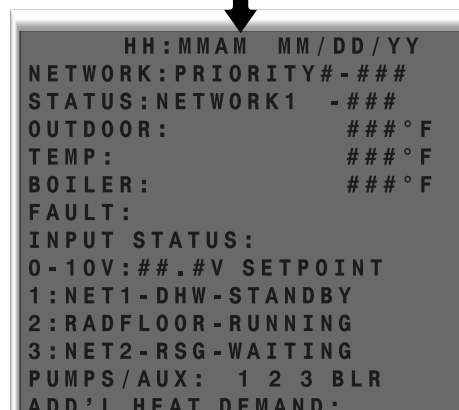 HH:MMAM MM/DD/YY
NETWORK:PRIORITY#-###
STATUS:NETWORK1 -###
OUTDOOR: ###°F
TEMP: ###°F
BOILER: ###°F
FAULT:
INPUT STATUS:
0-10V:##.#V SETPOINT
1:NET1-DHW-STANDBY
2:RADFLOOR-RUNNING
3:NET2-RSG-WAITING
PUMPS/AUX: 1 2 3 BLR
ADD'L HEAT DEMAND: